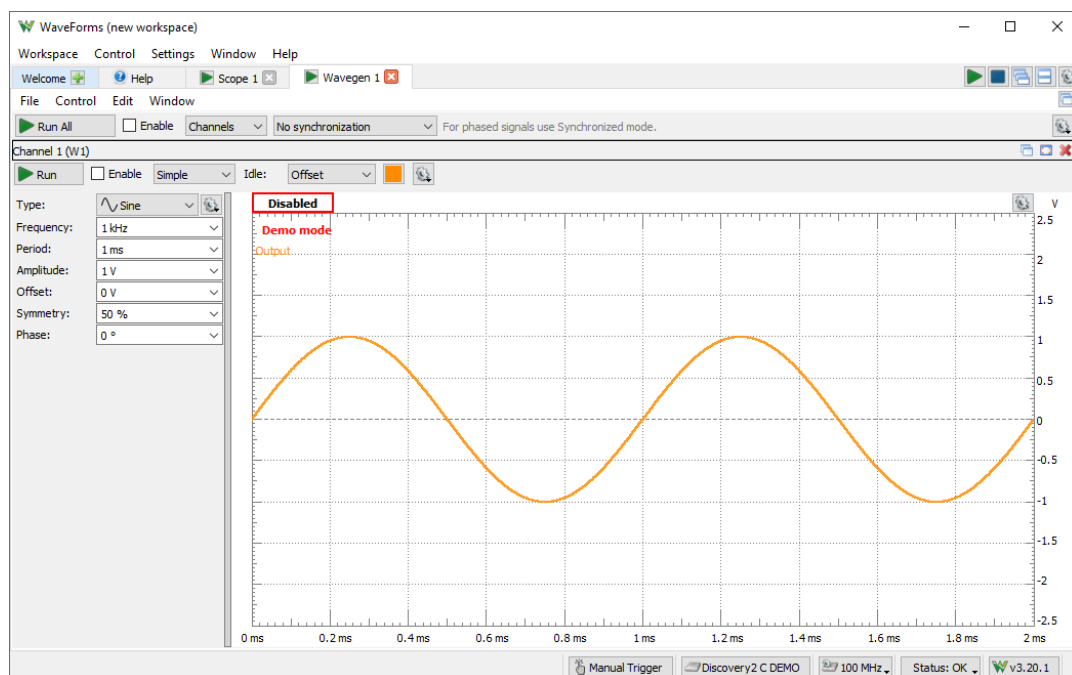 WaveForms (new workspace)
Workspace Control Settings Window Help
Welcome Help Scope 1 Wavegen 1
File Control Edit Window
Run All Enable Channels No synchronization For phased signals use Synchronized mode.
Channel 1 (W1)
Run Enable Simple Idle: Offset
Type: Sine
Frequency: 1 kHz
Period: 1 ms
Amplitude: 1 V
Offset: 0 V
Symmetry: 50 %
Phase: 0 º
Disabled V
Demo mode
Output
2.5
2
1.5
1
0.5
0
-0.5
-1
-1.5
-2
-2.5
0 ms 0.2 ms 0.4 ms 0.6 ms 0.8 ms 1 ms 1.2 ms 1.4 ms 1.6 ms 1.8 ms 2 ms
Manual Trigger Discovery2 C DEMO 100 MHz Status: OK v3.20.1